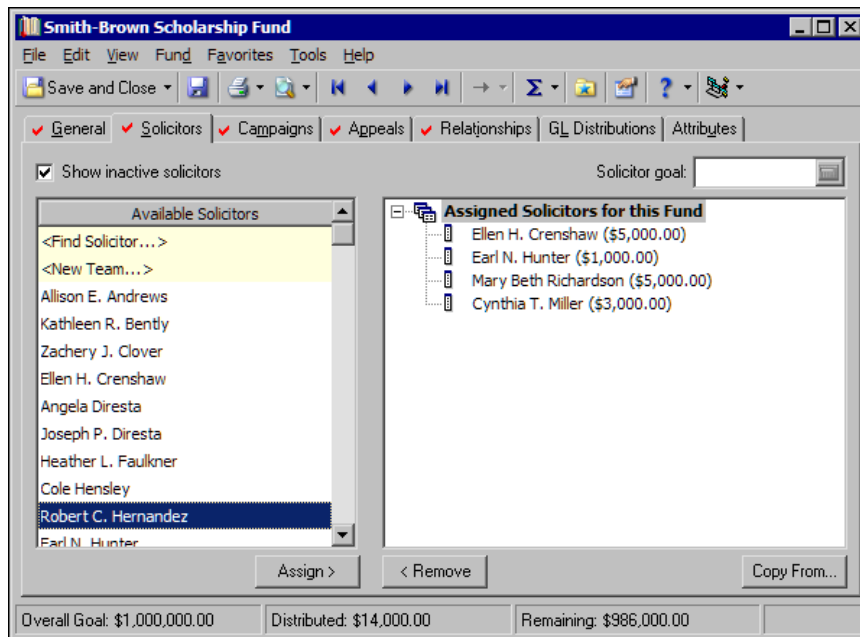 Smith-Brown Scholarship Fund
File Edit View Fund Favorites Tools Help
Save and Close Σ ?
General Solicitors Campaigns Appeals Relationships GL Distributions Attributes
Show inactive solicitors
Solicitor goal:
Available Solicitors
<Find Solicitor...>
<New Team...>
Allison E. Andrews
Kathleen R. Bently
Zachery J. Clover
Ellen H. Crenshaw
Angela Diresta
Joseph P. Diresta
Heather L. Faulkner
Cole Hensley
Robert C. Hernandez
Earl N. Hunter
Assigned Solicitors for this Fund
Ellen H. Crenshaw ($5,000.00)
Earl N. Hunter ($1,000.00)
Mary Beth Richardson ($5,000.00)
Cynthia T. Miller ($3,000.00)
Assign >
< Remove
Copy From...
Overall Goal: $1,000,000.00 Distributed: $14,000.00 Remaining: $986,000.00